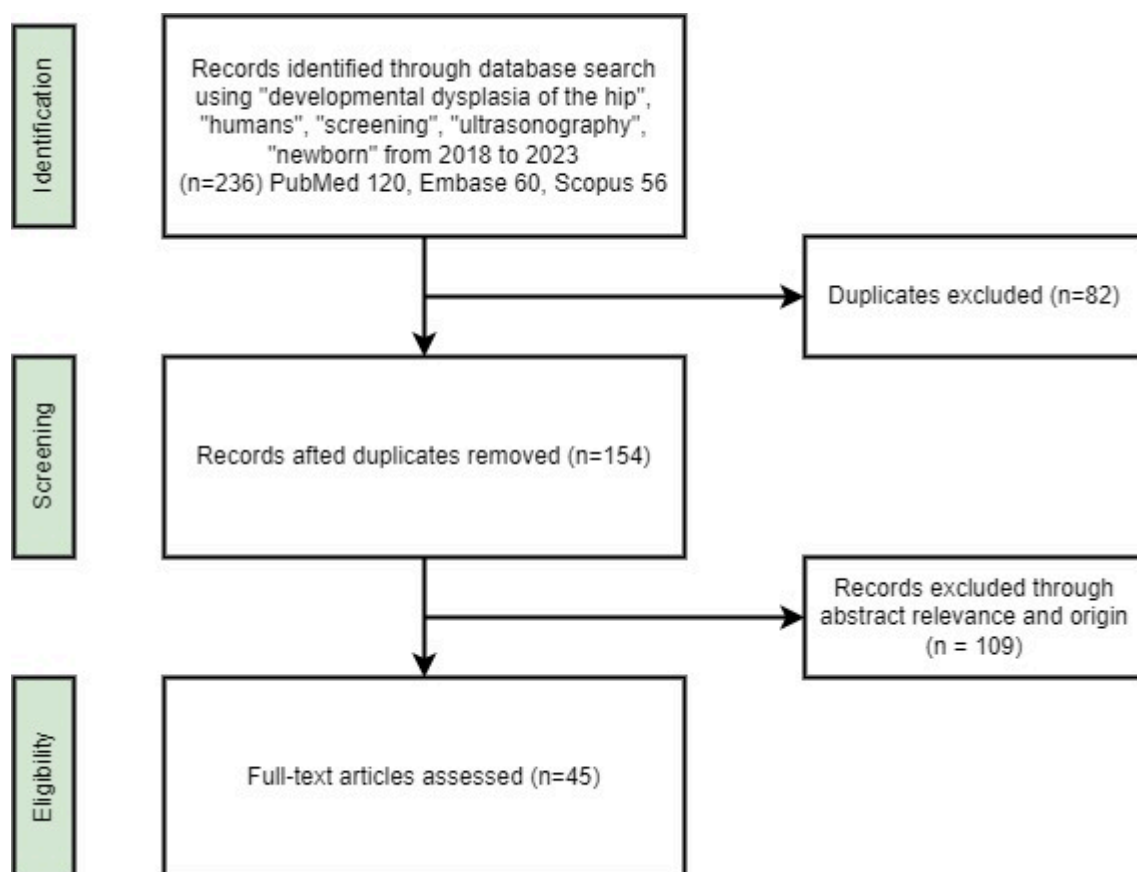 Identification
Records identified through database search
using "developmental dysplasia of the hip",
"humans", "screening", "ultrasonography",
"newborn" from 2018 to 2023
(n=236) PubMed 120, Embase 60, Scopus 56
Duplicates excluded (n=82)
Screening
Records afted duplicates removed (n=154)
Records excluded through
abstract relevance and origin
(n = 109)
Eligibility
Full-text articles assessed (n=45)